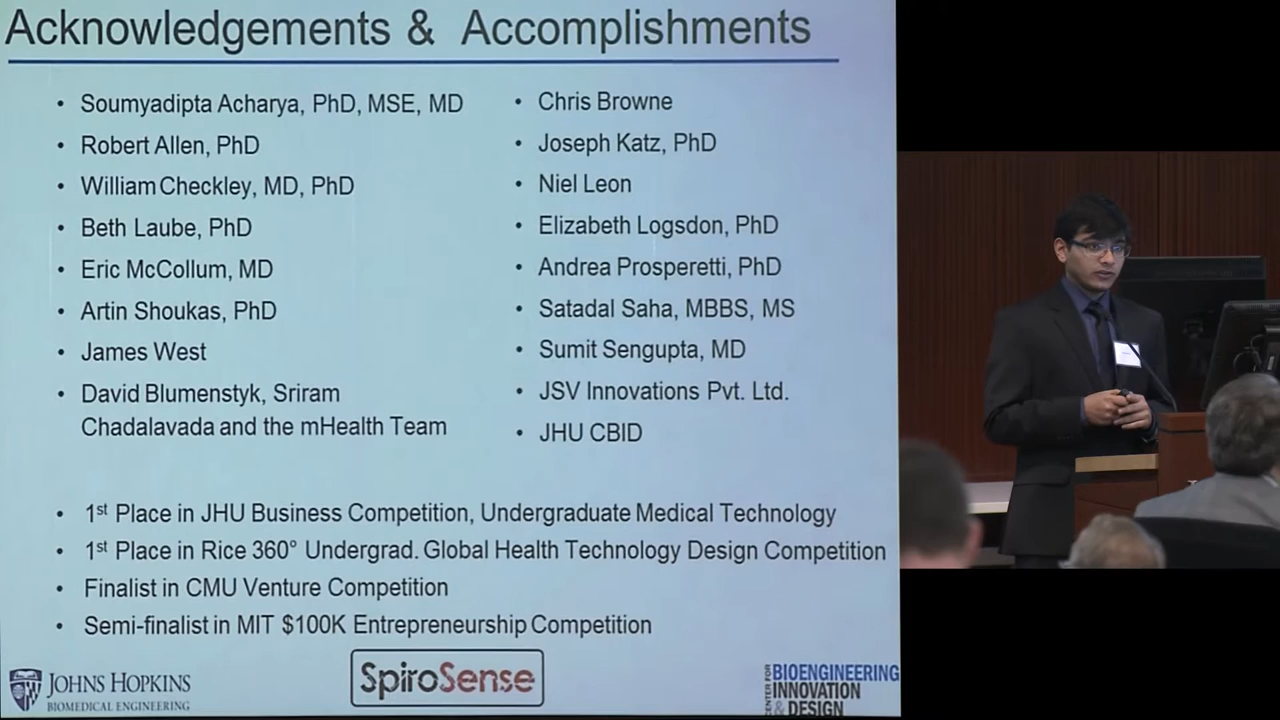 Acknowledgements & Accomplishments
• Soumyadipta Acharya, PhD, MSE, MD
• Robert Allen, PhD
• William Checkley, MD, PhD
• Beth Laube, PhD
• Eric McCollum, MD
• Artin Shoukas, PhD
• James West
• David Blumenstyk, Sriram
Chadalavada and the mHealth Team
• Chris Browne
• Joseph Katz, PhD
• Niel Leon
• Elizabeth Logsdon, PhD
• Andrea Prosperetti, PhD
• Satadal Saha, MBBS, MS
• Sumit Sengupta, MD
• JSV Innovations Pvt. Ltd.
• JHU CBID
• 1st Place in JHU Business Competition, Undergraduate Medical Technology
• 1st Place in Rice 360° Undergrad. Global Health Technology Design Competition
• Finalist in CMU Venture Competition
• Semi-finalist in MIT $100K Entrepreneurship Competition
JOHNS HOPKINS
BIOMEDICAL ENGINEERING
SpiroSense
CENTER FOR
BIOENGINEERING
INNOVATION
& DESIGN